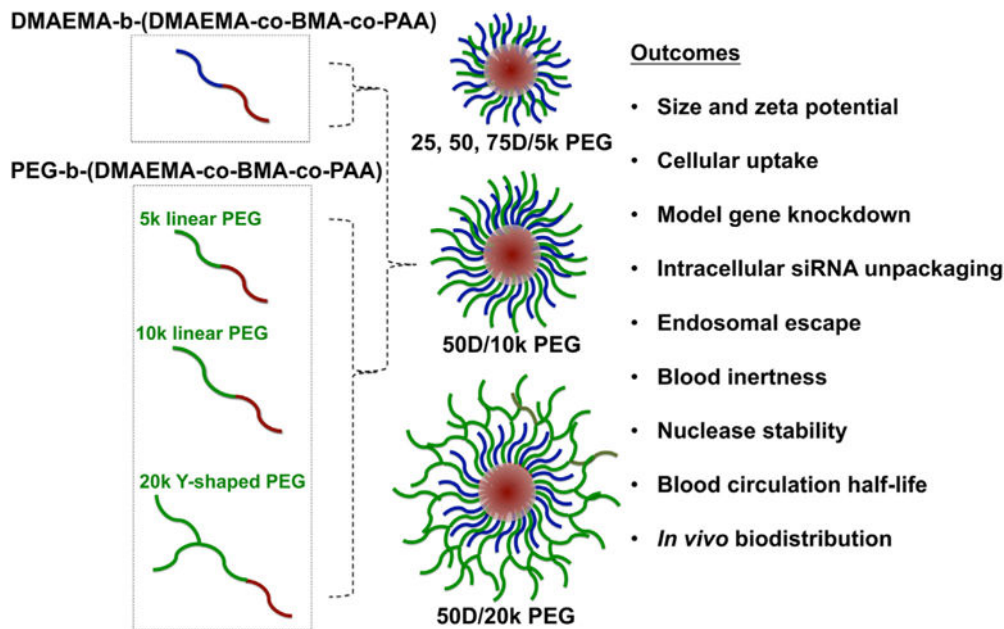 DMAEMA-b-(DMAEMA-co-BMA-co-PAA)
PEG-b-(DMAEMA-co-BMA-co-PAA)
5k linear PEG
10k linear PEG
20k Y-shaped PEG
25, 50, 75D/5k PEG
50D/10k PEG
50D/20k PEG
Outcomes
• Size and zeta potential
• Cellular uptake
• Model gene knockdown
• Intracellular siRNA unpackaging
• Endosomal escape
• Blood inertness
• Nuclease stability
• Blood circulation half-life
• In vivo biodistribution